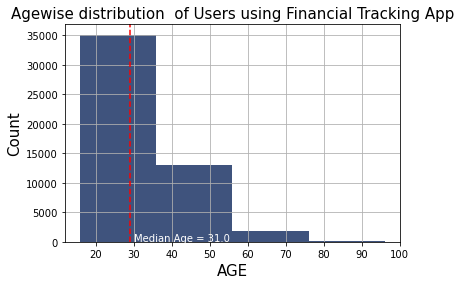 Agewise distribution  of Users using Financial Tracking App
35000
30000
25000
20000
15000
10000
5000
0
Count
Median Age = 31.0
20 30 40 50 60 70 80 90 100
AGE